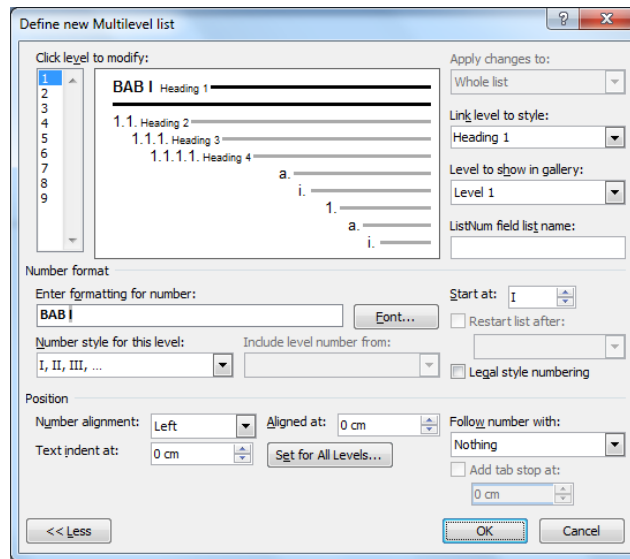 Define new Multilevel list
Click level to modify:
1
2
3
4
5
6
7
8
9
BAB I Heading 1
1.1. Heading 2
1.1.1. Heading 3
1.1.1.1. Heading 4
a.
i.
1.
a.
i.
Apply changes to:
Whole list
Link level to style:
Heading 1
Level to show in gallery:
Level 1
ListNum field list name:
Number format
Enter formatting for number:
BAB I
Font...
Number style for this level:
I, II, III, ...
Include level number from:
Start at: I
Restart list after:
Legal style numbering
Position
Number alignment: Left
Aligned at: 0 cm
Text indent at: 0 cm
Set for All Levels...
Follow number with:
Nothing
Add tab stop at:
0 cm
<< Less
OK
Cancel